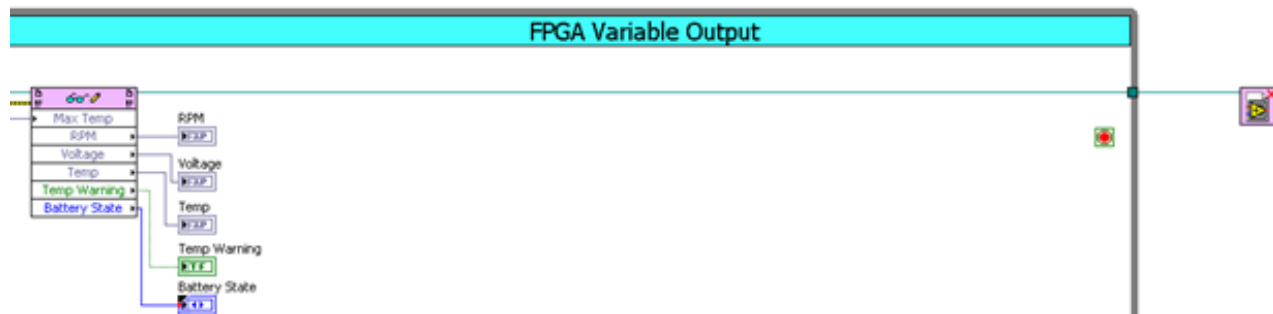 FPGA Variable Output
Max Temp
RPM
Voltage
Temp
Temp Warning
Battery State
RPM
Voltage
Temp
Temp Warning
TF
Battery State